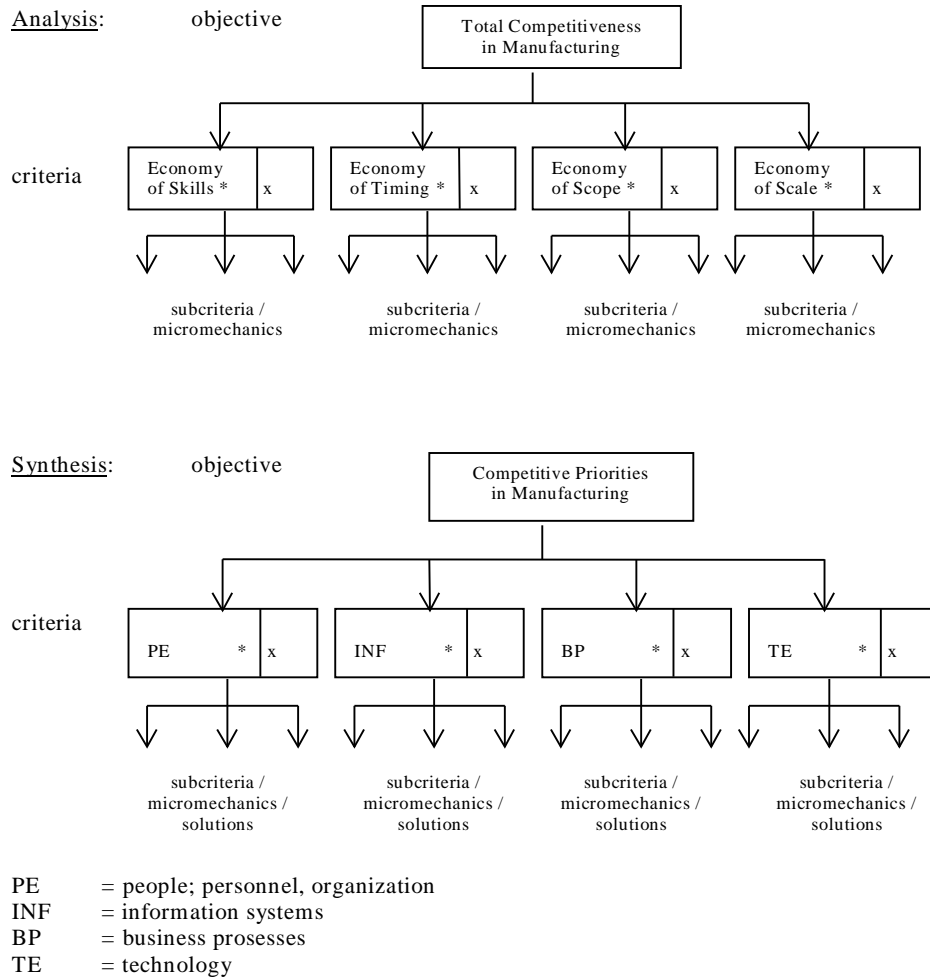 Analysis: objective
Total Competitiveness
in Manufacturing
criteria
Economy
of Skills * x
Economy
of Timing * x
Economy
of Scope * x
Economy
of Scale * x
subcriteria /
micromechanics
subcriteria /
micromechanics
subcriteria /
micromechanics
subcriteria /
micromechanics
Synthesis: objective
Competitive Priorities
in Manufacturing
criteria
PE * x
INF * x
BP * x
TE * x
subcriteria /
micromechanics /
solutions
subcriteria /
micromechanics /
solutions
subcriteria /
micromechanics /
solutions
subcriteria /
micromechanics /
solutions
PE = people; personnel, organization
INF = information systems
BP = business prosesses
TE = technology